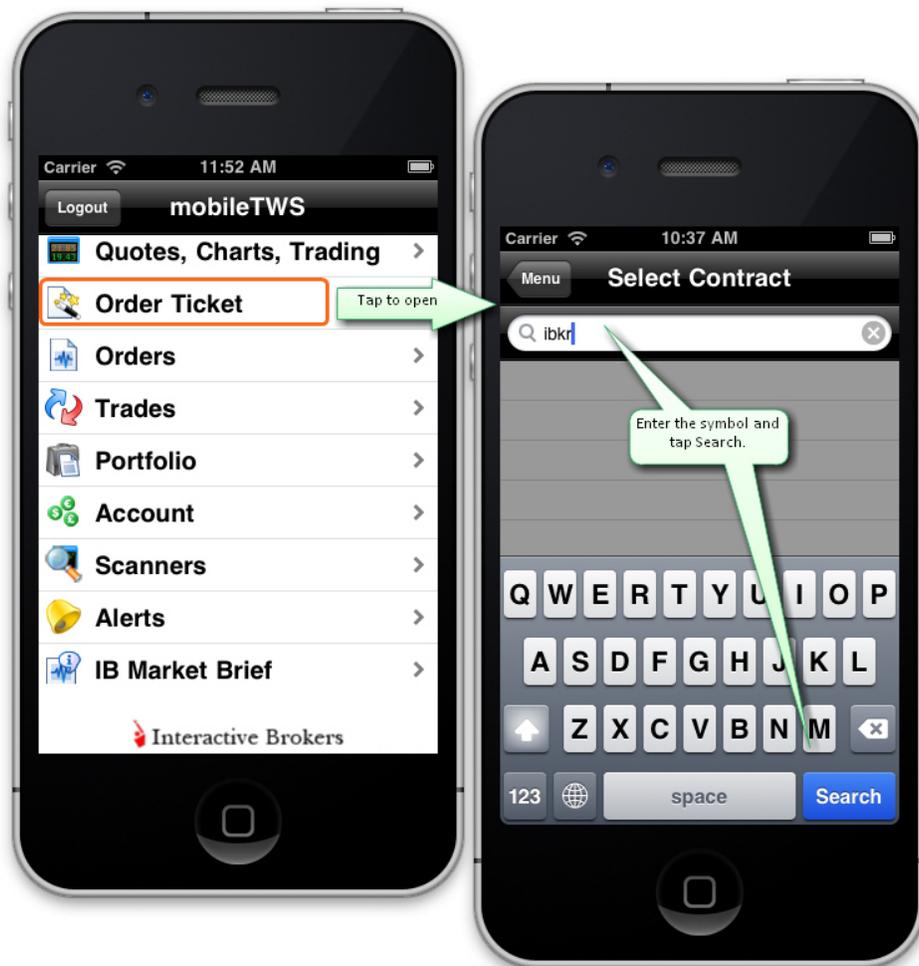 Carrier 11:52 AM
Logout mobileTWS
Quotes, Charts, Trading
Order Ticket
Orders
Trades
Portfolio
Account
Scanners
Alerts
IB Market Brief
Interactive Brokers
Tap to open
Carrier 10:37 AM
Menu Select Contract
ibkr
Enter the symbol and
tap Search.
Q W E R T Y U I O P
A S D F G H J K L
Z X C V B N M
123 space Search